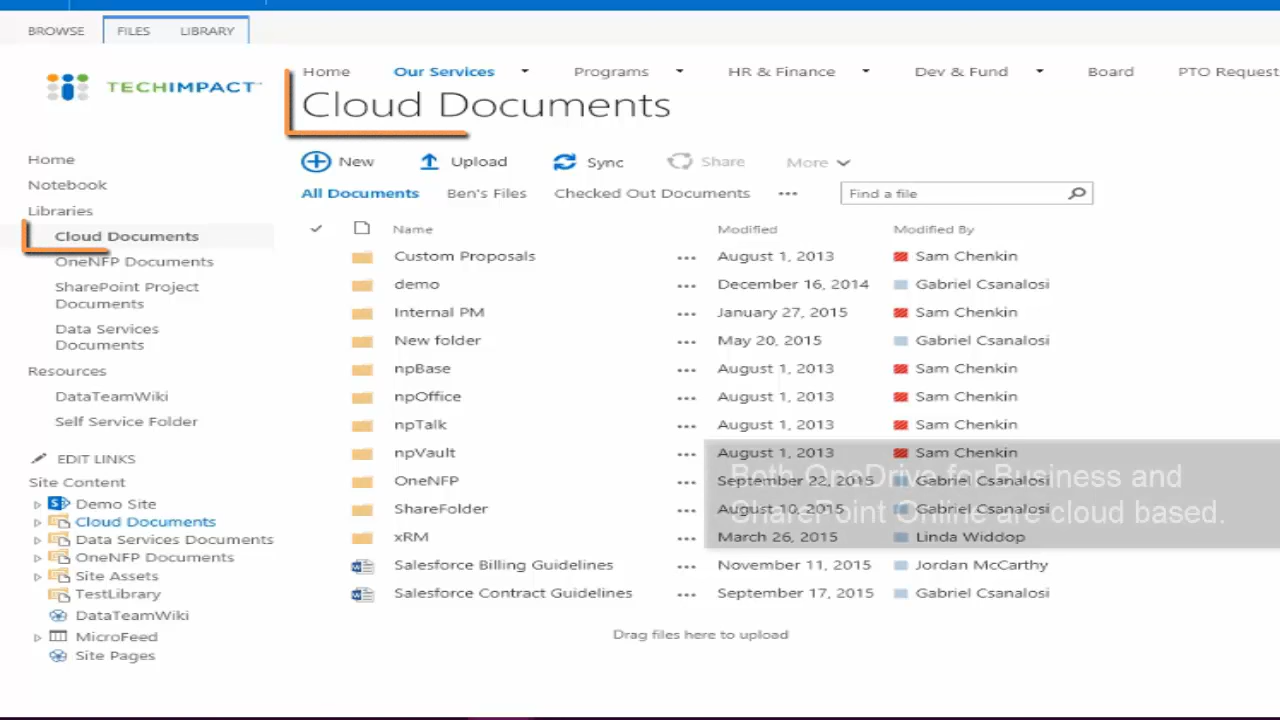 BROWSE FILES LIBRARY
TECHIMPACT
Home Our Services Programs HR & Finance Dev & Fund Board PTO Request
Cloud Documents
New Upload Sync Share More
All Documents Ben's Files Checked Out Documents ••• Find a file
Home
Notebook
Libraries
Cloud Documents
OneNFP Documents
SharePoint Project
Documents
Data Services
Documents
Resources
DataTeamWiki
Self Service Folder
EDIT LINKS
Site Content
Demo Site
Cloud Documents
Data Services Documents
OneNFP Documents
Site Assets
TestLibrary
DataTeamWiki
MicroFeed
Site Pages
Name Modified Modified By
Custom Proposals ••• August 1, 2013 Sam Chenkin
demo ••• December 16, 2014 Gabriel Csanalosi
Internal PM ••• January 27, 2015 Sam Chenkin
New folder ••• May 20, 2015 Gabriel Csanalosi
npBase ••• August 1, 2013 Sam Chenkin
npOffice ••• August 1, 2013 Sam Chenkin
npTalk ••• August 1, 2013 Sam Chenkin
npVault ••• August 1, 2013 Sam Chenkin
OneNFP ••• September 22, 2015 Gabriel Csanalosi
ShareFolder ••• August 10, 2015 Gabriel Csanalosi
xRM ••• March 26, 2015 Linda Widdop
Salesforce Billing Guidelines ••• November 11, 2015 Jordan McCarthy
Salesforce Contract Guidelines ••• September 17, 2015 Gabriel Csanalosi
Drag files here to upload
Both OneDrive for Business and
SharePoint Online are cloud based.